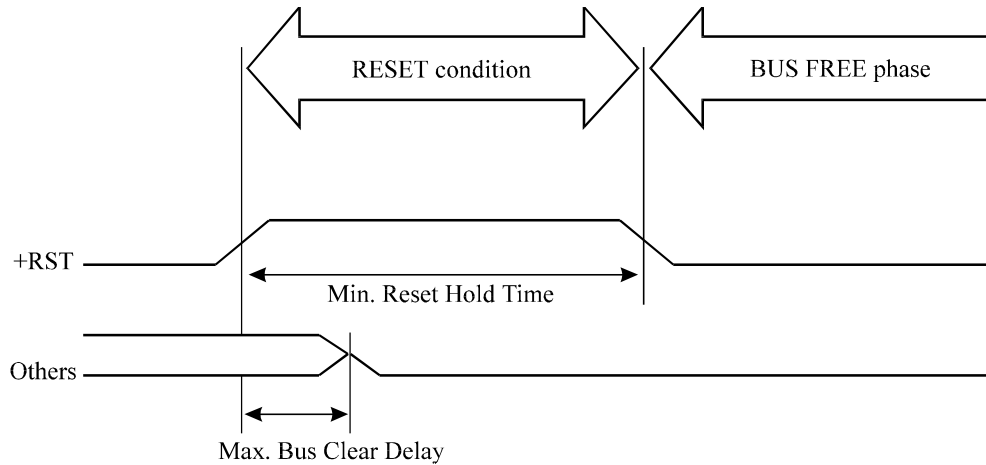 RESET condition
BUS FREE phase
+RST
Min. Reset Hold Time
Others
Max. Bus Clear Delay